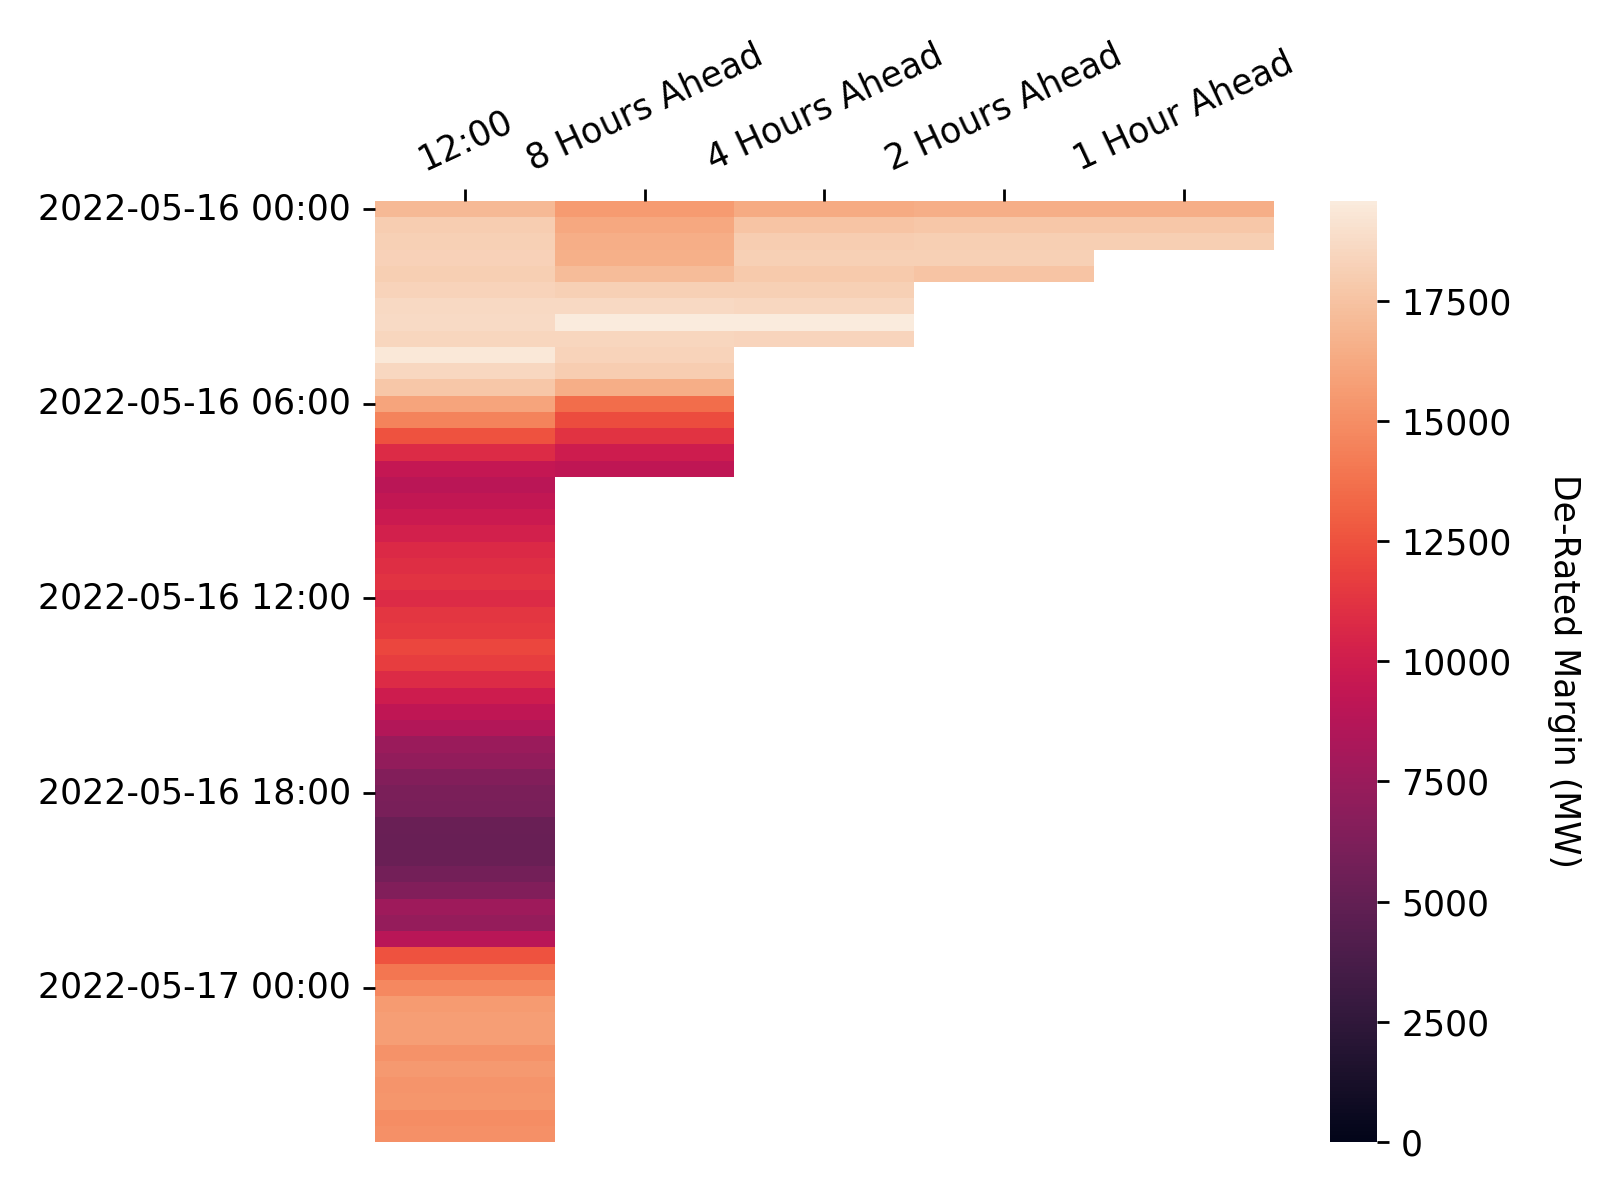 12:00
8 Hours Ahead
4 Hours Ahead
2 Hours Ahead
1 Hour Ahead
2022-05-16 00:00
2022-05-16 06:00
2022-05-16 12:00
2022-05-16 18:00
2022-05-17 00:00
17500
15000
12500
10000
7500
5000
2500
0
De-Rated Margin (MW)